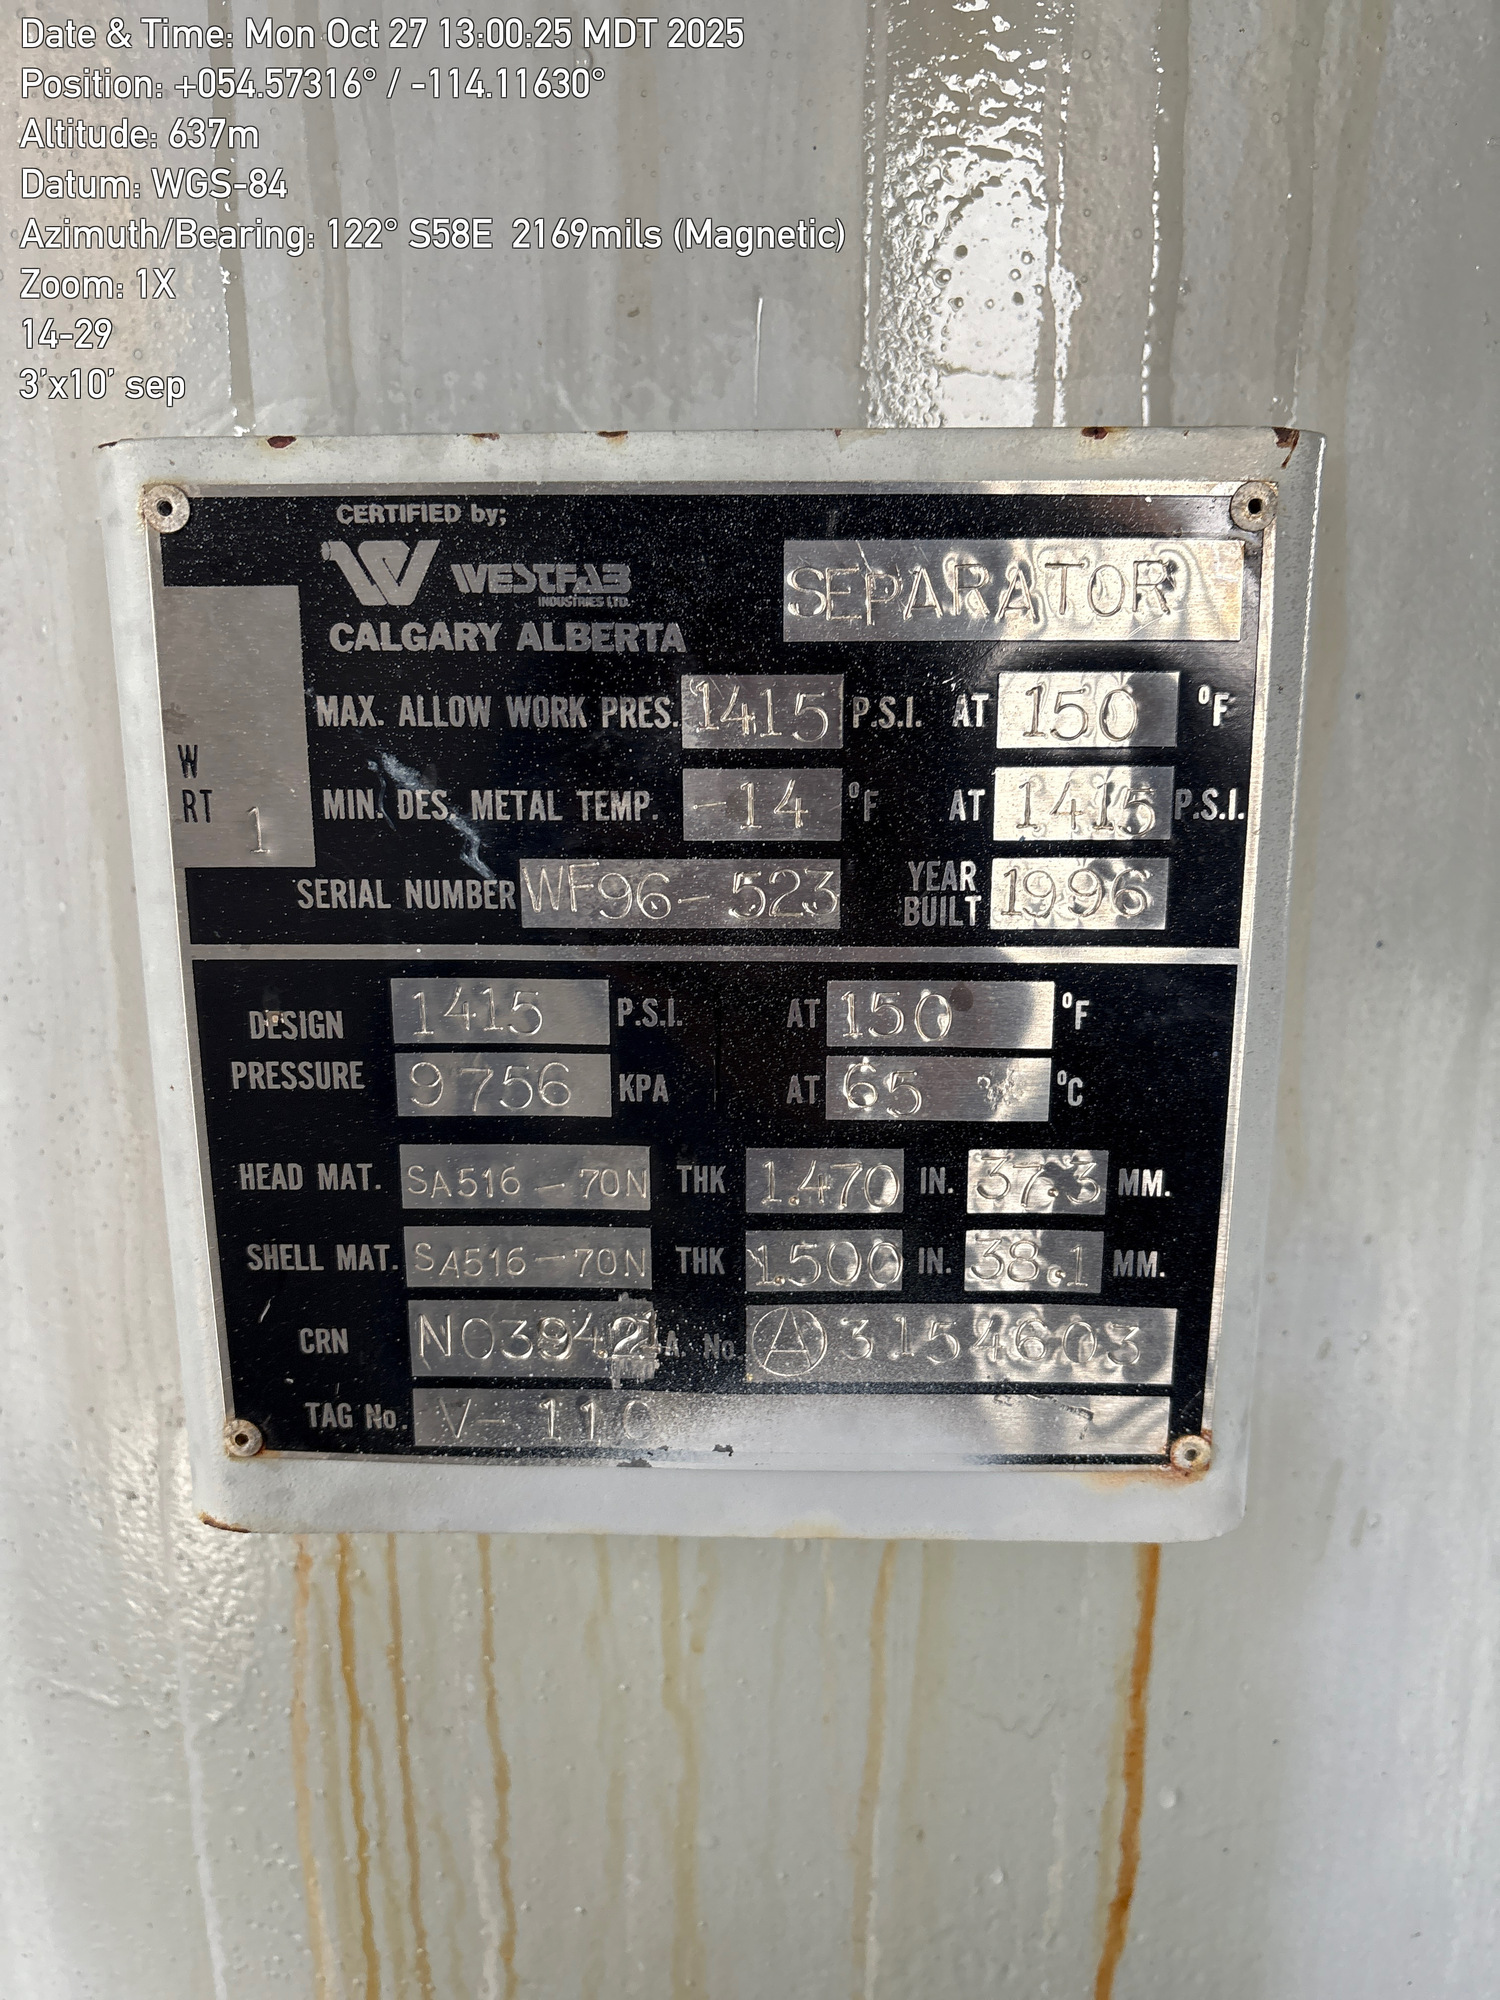 Date & Time: Mon Oct 27 13:00:25 MDT 2025
Position: +054.57316° / -114.11630°
Altitude: 637m
Datum: WGS-84
Azimuth/Bearing: 122° S58E 2169mils (Magnetic)
Zoom: 1X
14-29
3'x10' sep
CERTIFIED by;
W WESTFAB
INDUSTRIES LTD.
CALGARY ALBERTA
SEPARATOR
MAX. ALLOW WORK PRES. 1415 P.S.I. AT 150 °F
W
RT 1
MIN. DES. METAL TEMP. -14 °F AT 1415 P.S.I.
SERIAL NUMBER WF96-523 YEAR BUILT 1996
DESIGN PRESSURE 1415 P.S.I. AT 150 °F
9756 KPA AT 65 °C
HEAD MAT. SA516-70N THK 1.470 IN. 37.3 MM.
SHELL MAT. SA516-70N THK 1.500 IN. 38.1 MM.
CRN A No. Ⓐ 3154603
TAG No. V-110